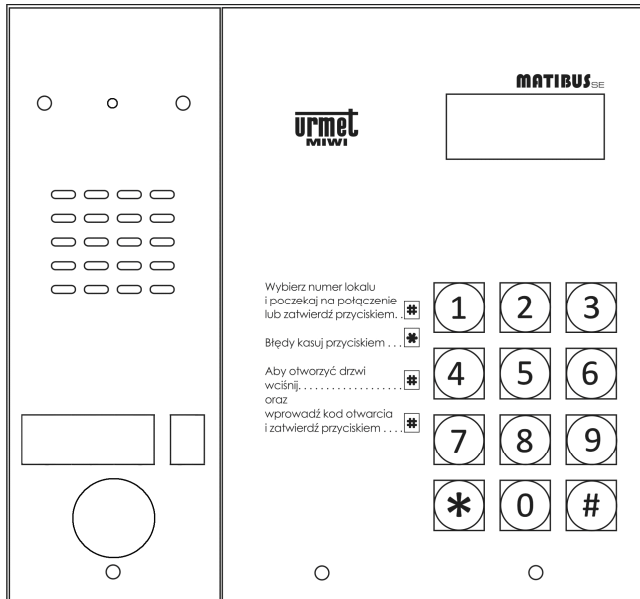 MATIBUS SE
urmet
MIWI
Wybierz numer lokalu
i poczekaj na połączenie
lub zatwierdź przyciskiem. . #
Błędy kasuj przyciskiem . . . *
Aby otworzyć drzwi
wciśnij. . . . . . . . . . . . . . . . . . #
oraz
wprowadź kod otwarcia
i zatwierdź przyciskiem . . . . #
1 2 3
4 5 6
7 8 9
* 0 #